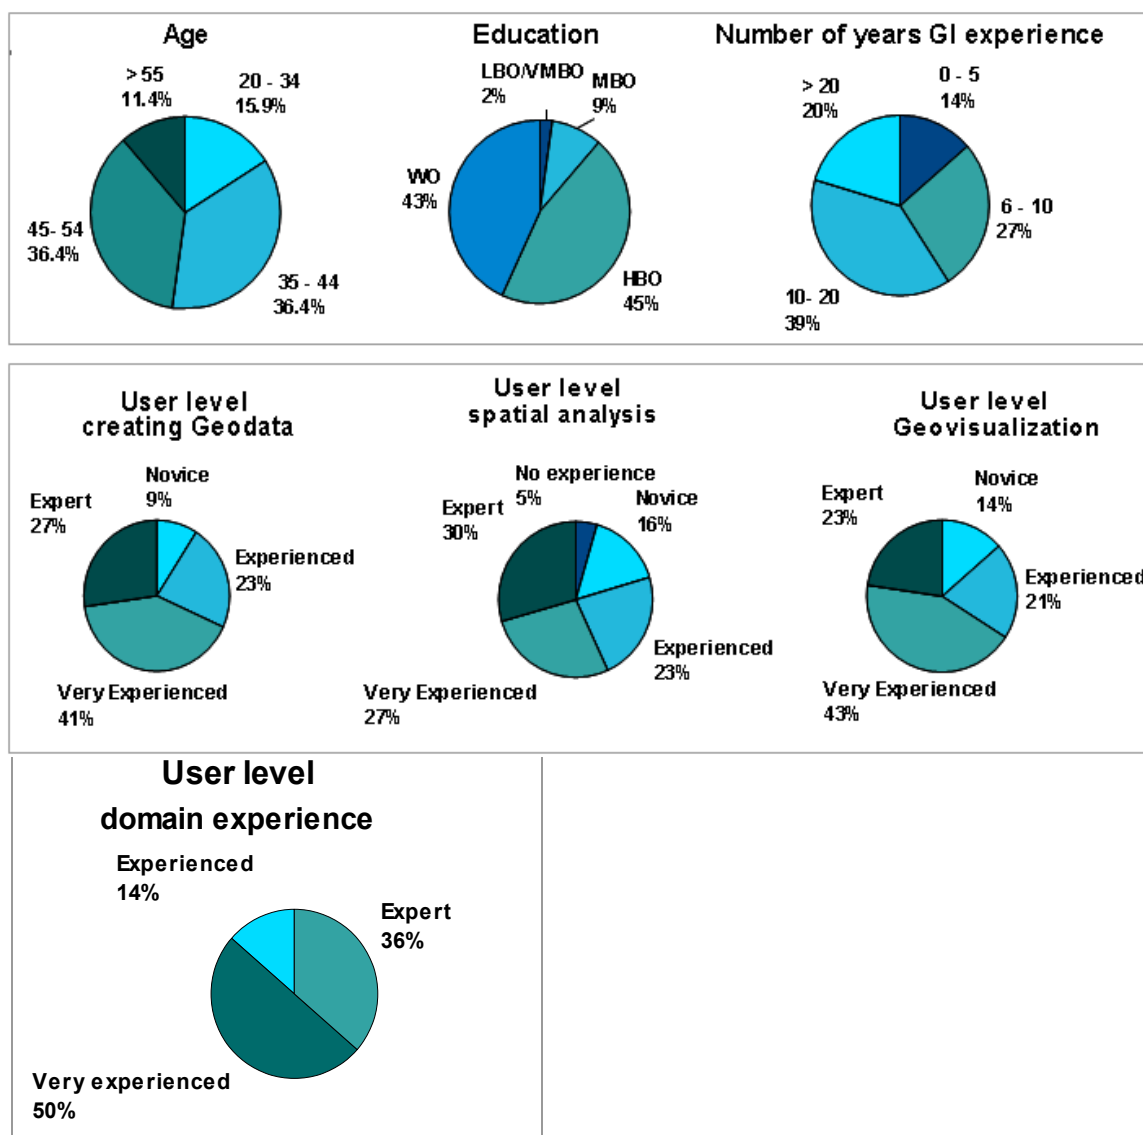 Age
> 55
11.4%
20 - 34
15.9%
45- 54
36.4%
35 - 44
36.4%
Education
LBO/VMBO
2%
MBO
9%
WO
43%
HBO
45%
Number of years GI experience
> 20
20%
0 - 5
14%
6 - 10
27%
10- 20
39%
User level
creating Geodata
Novice
9%
Expert
27%
Experienced
23%
Very Experienced
41%
User level
spatial analysis
No experience
5%
Expert
30%
Novice
16%
Experienced
23%
Very Experienced
27%
User level
Geovisualization
Novice
14%
Expert
23%
Experienced
21%
Very Experienced
43%
User level
domain experience
Experienced
14%
Expert
36%
Very experienced
50%